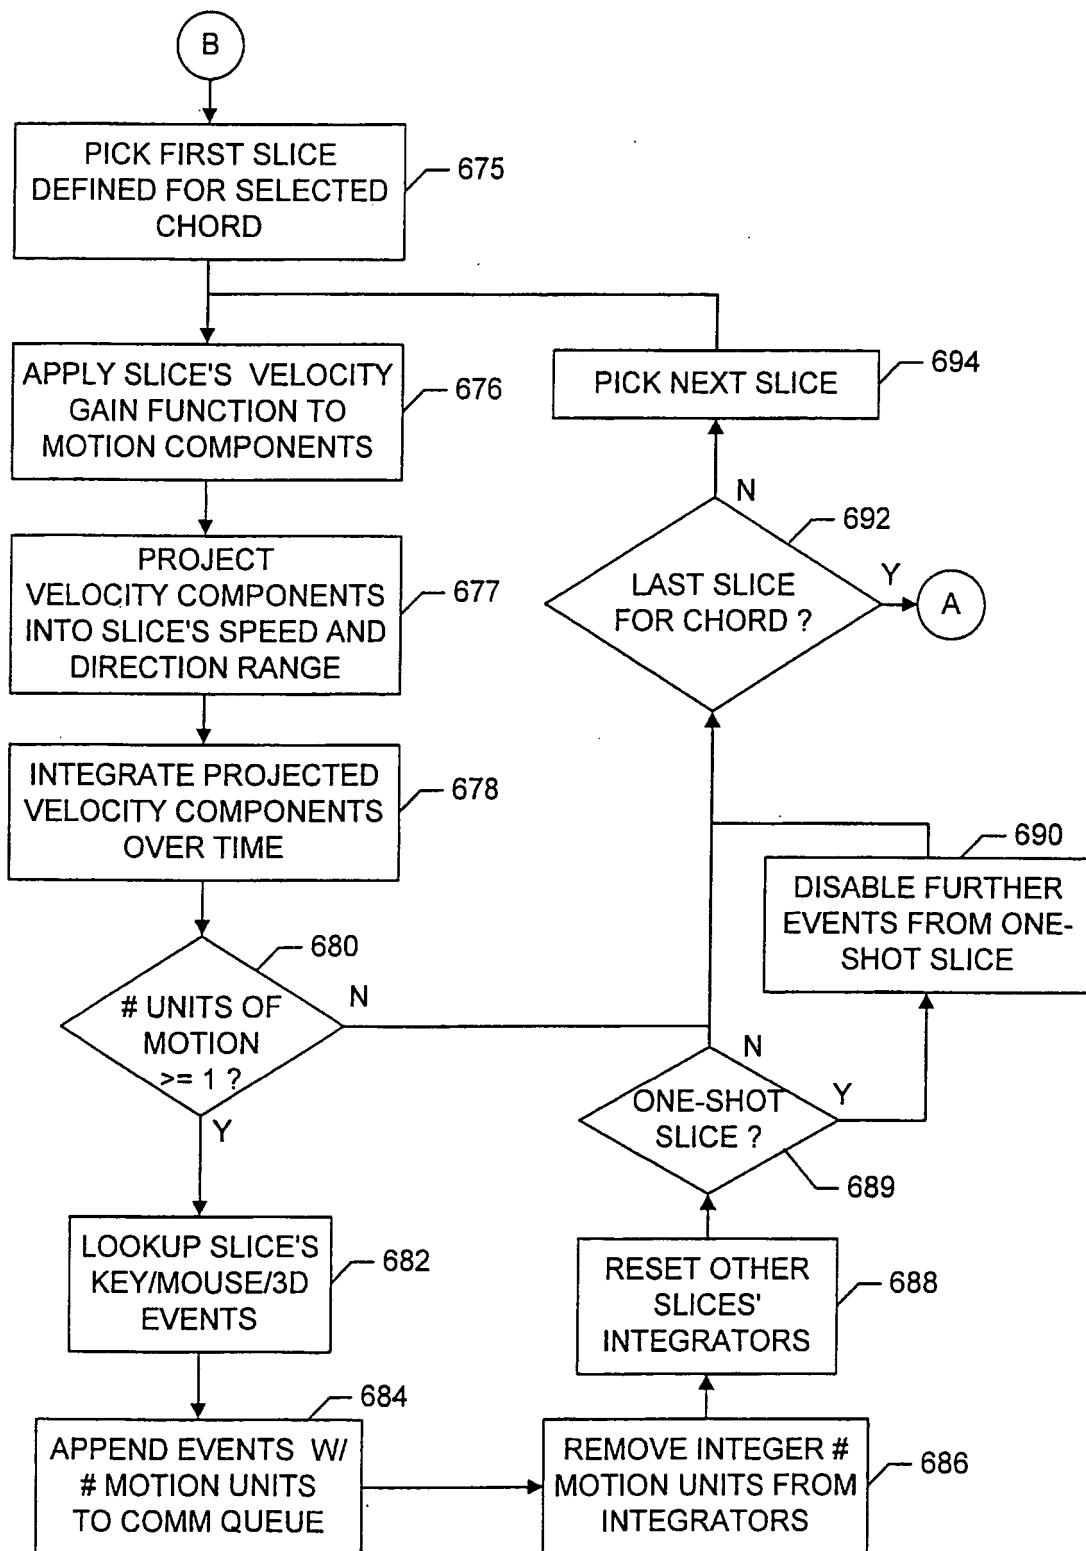 B
PICK FIRST SLICE
DEFINED FOR SELECTED
CHORD
675
APPLY SLICE'S VELOCITY
GAIN FUNCTION TO
MOTION COMPONENTS
676
PROJECT
VELOCITY COMPONENTS
INTO SLICE'S SPEED AND
DIRECTION RANGE
677
INTEGRATE PROJECTED
VELOCITY COMPONENTS
OVER TIME
678
# UNITS OF
MOTION
>= 1 ?
680
N
Y
LOOKUP SLICE'S
KEY/MOUSE/3D
EVENTS
682
APPEND EVENTS W/
# MOTION UNITS
TO COMM QUEUE
684
REMOVE INTEGER #
MOTION UNITS FROM
INTEGRATORS
686
RESET OTHER
SLICES'
INTEGRATORS
688
ONE-SHOT
SLICE ?
689
N
Y
DISABLE FURTHER
EVENTS FROM ONE-
SHOT SLICE
690
LAST SLICE
FOR CHORD ?
692
N
Y
A
PICK NEXT SLICE
694